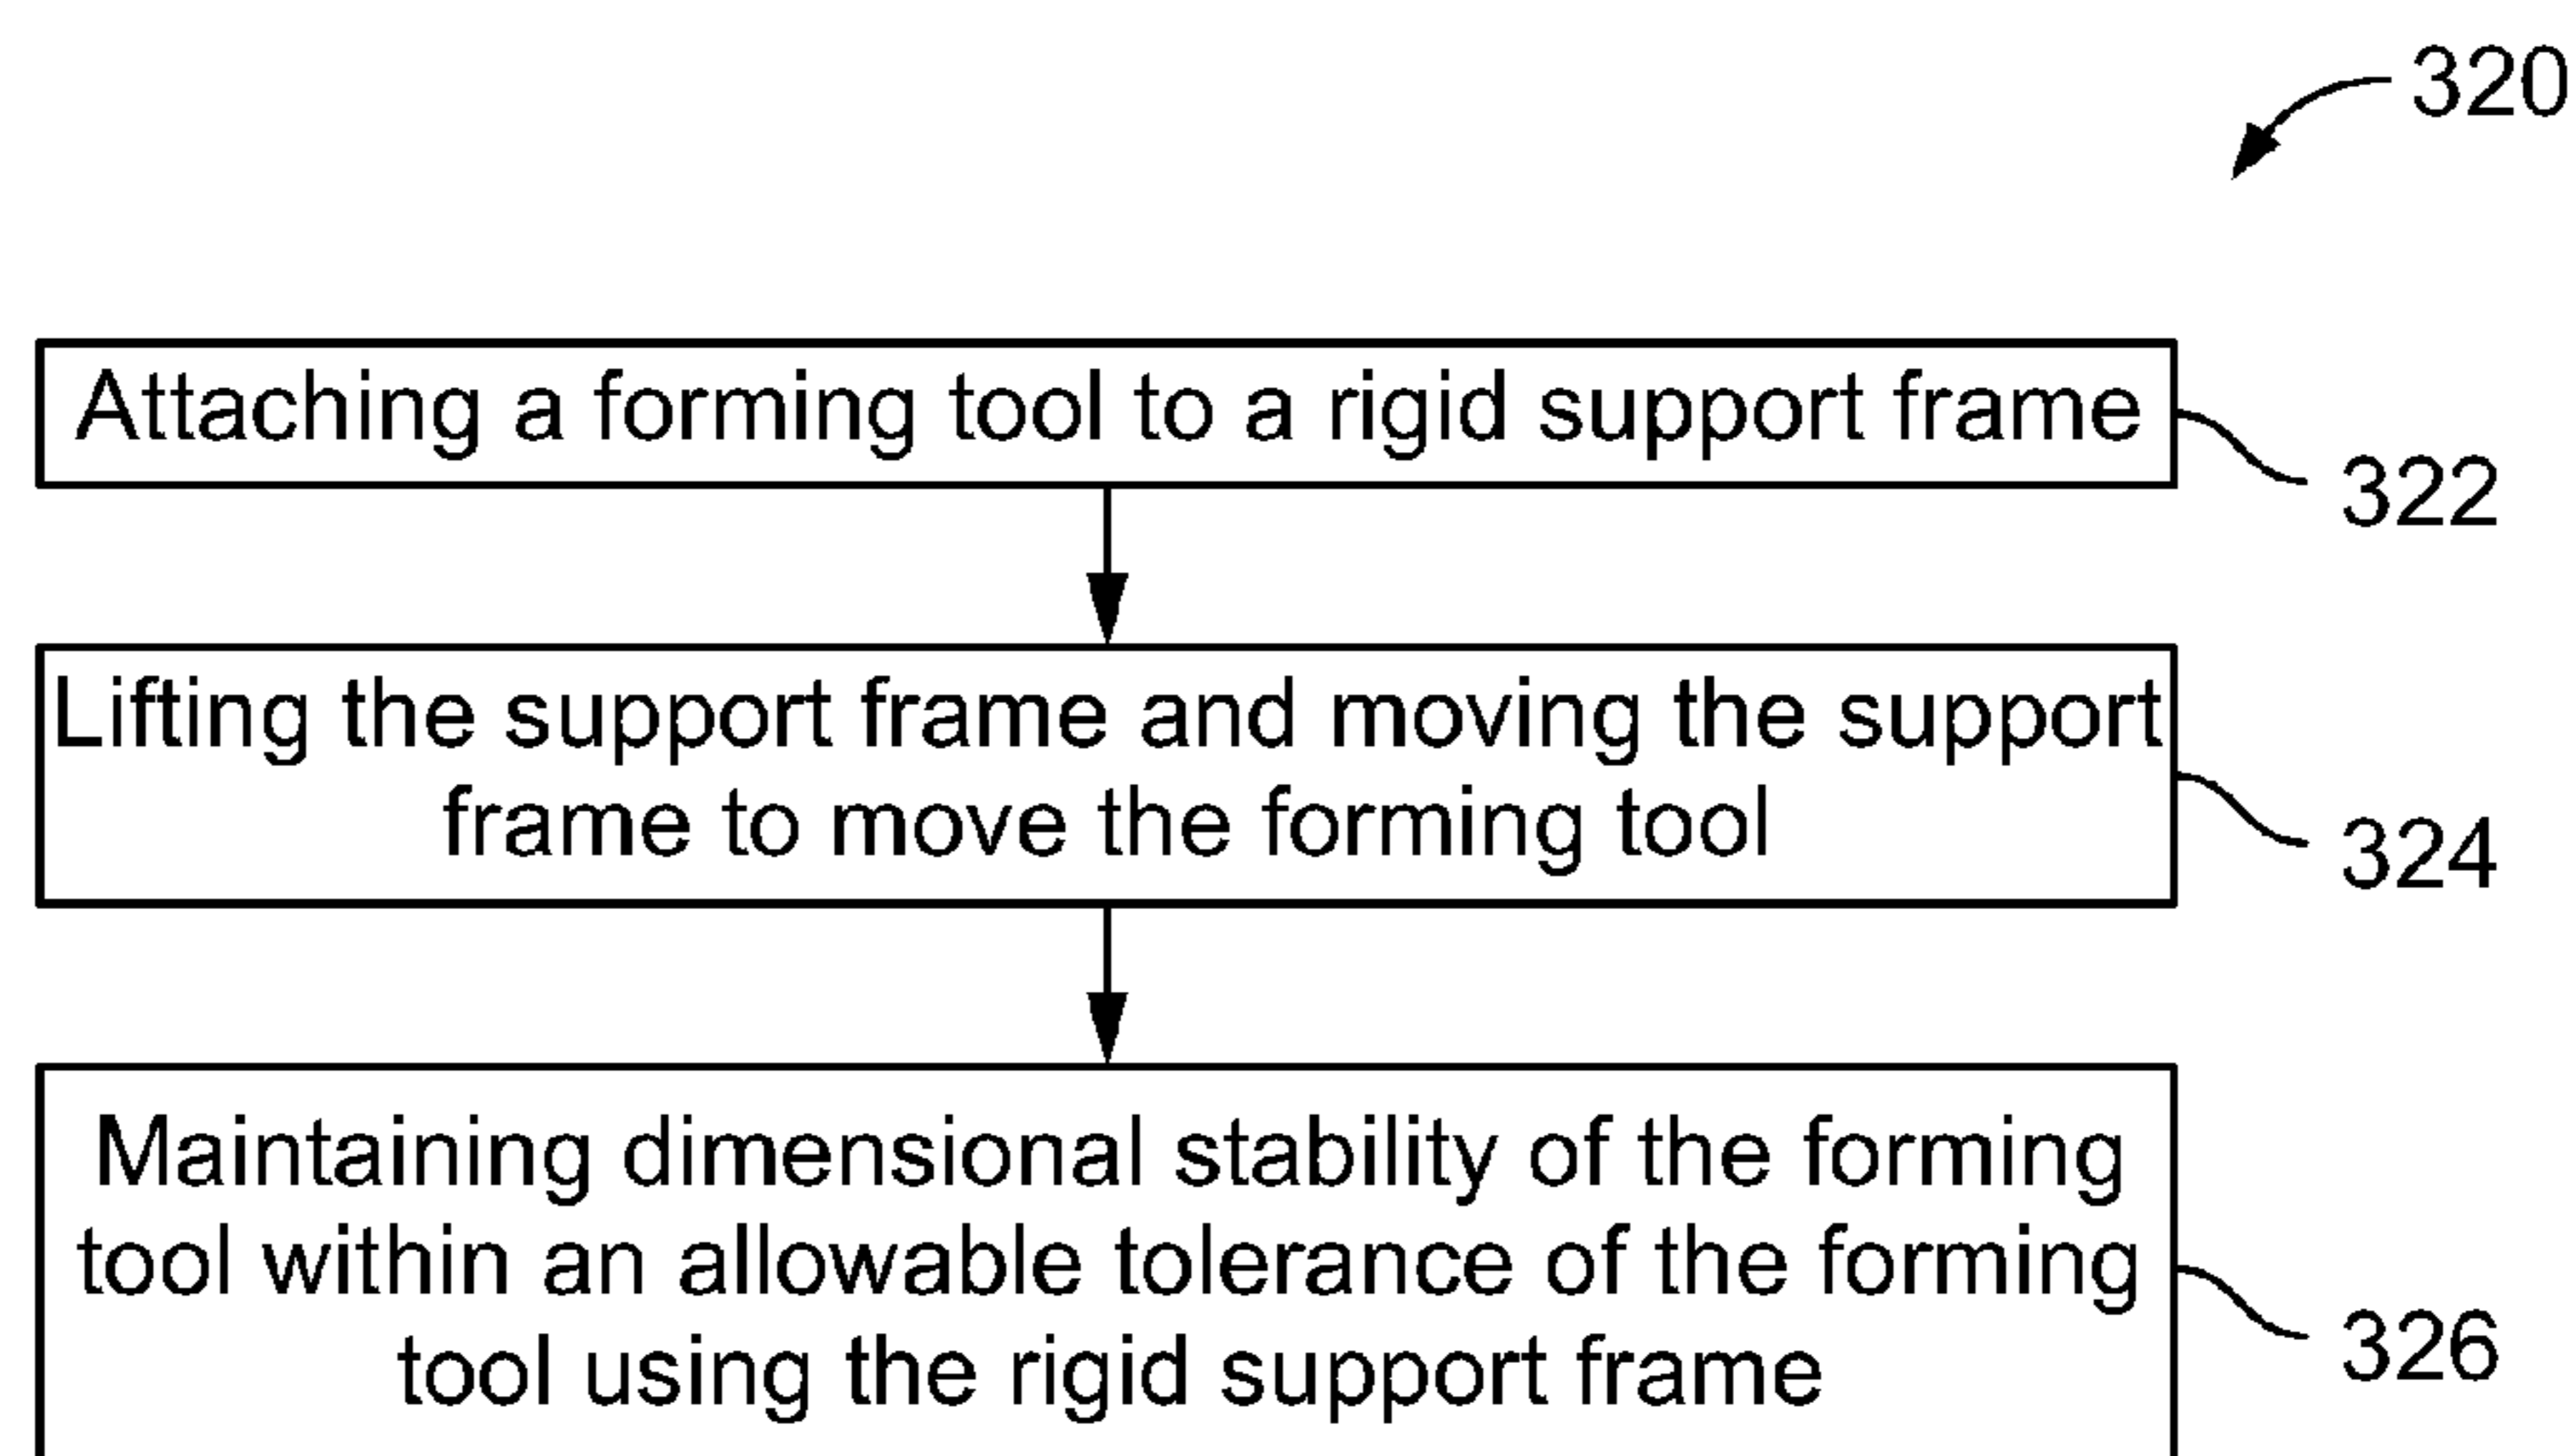 320
Attaching a forming tool to a rigid support frame
322
Lifting the support frame and moving the support
frame to move the forming tool
324
Maintaining dimensional stability of the forming
tool within an allowable tolerance of the forming
tool using the rigid support frame
326